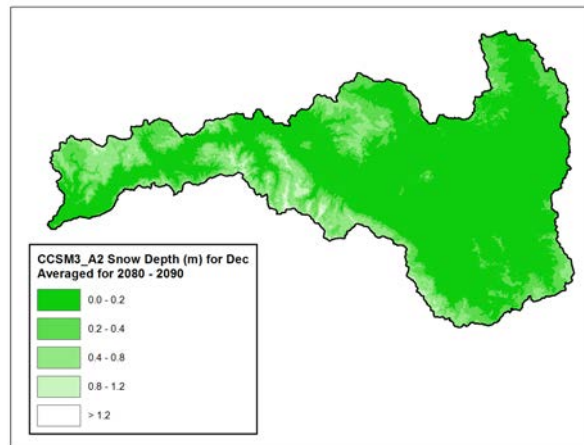 CCSM3_A2 Snow Depth (m) for Dec
Averaged for 2080 - 2090
0.0 - 0.2
0.2 - 0.4
0.4 - 0.8
0.8 - 1.2
> 1.2